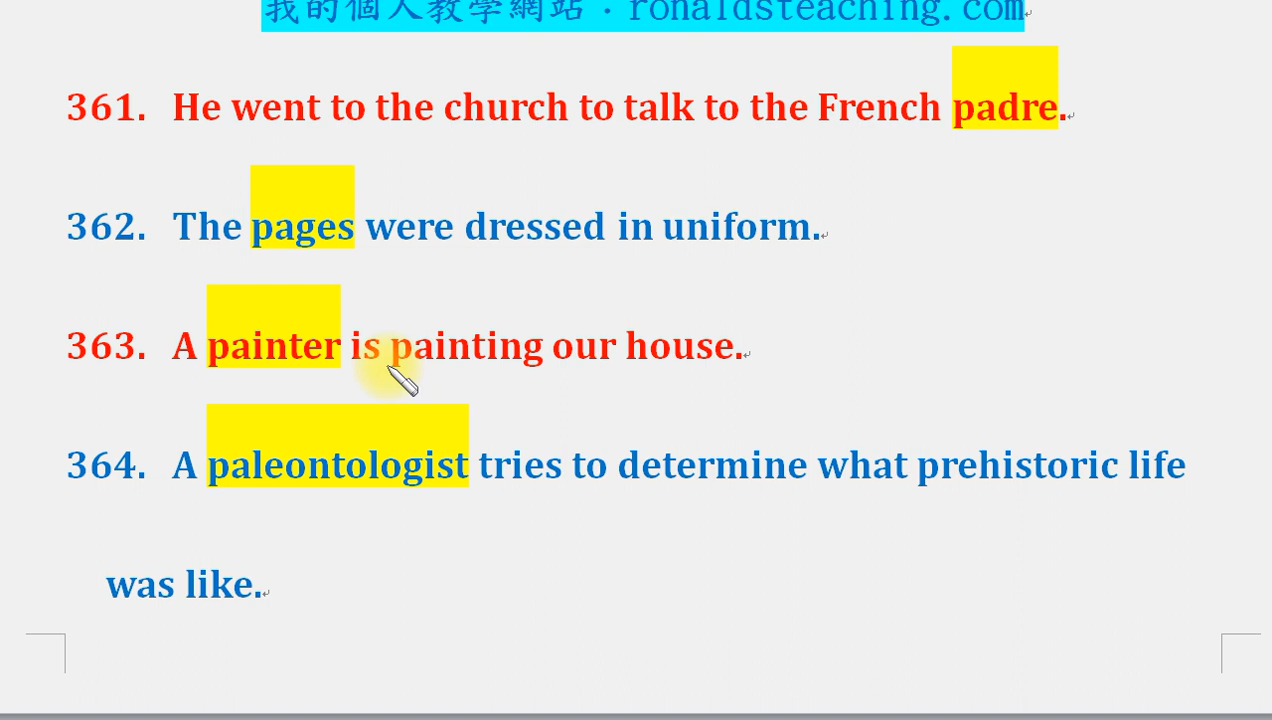 我的個人教學網站：ronaldsteaching.com
361. He went to the church to talk to the French padre.
362. The pages were dressed in uniform.
363. A painter is painting our house.
364. A paleontologist tries to determine what prehistoric life
was like.